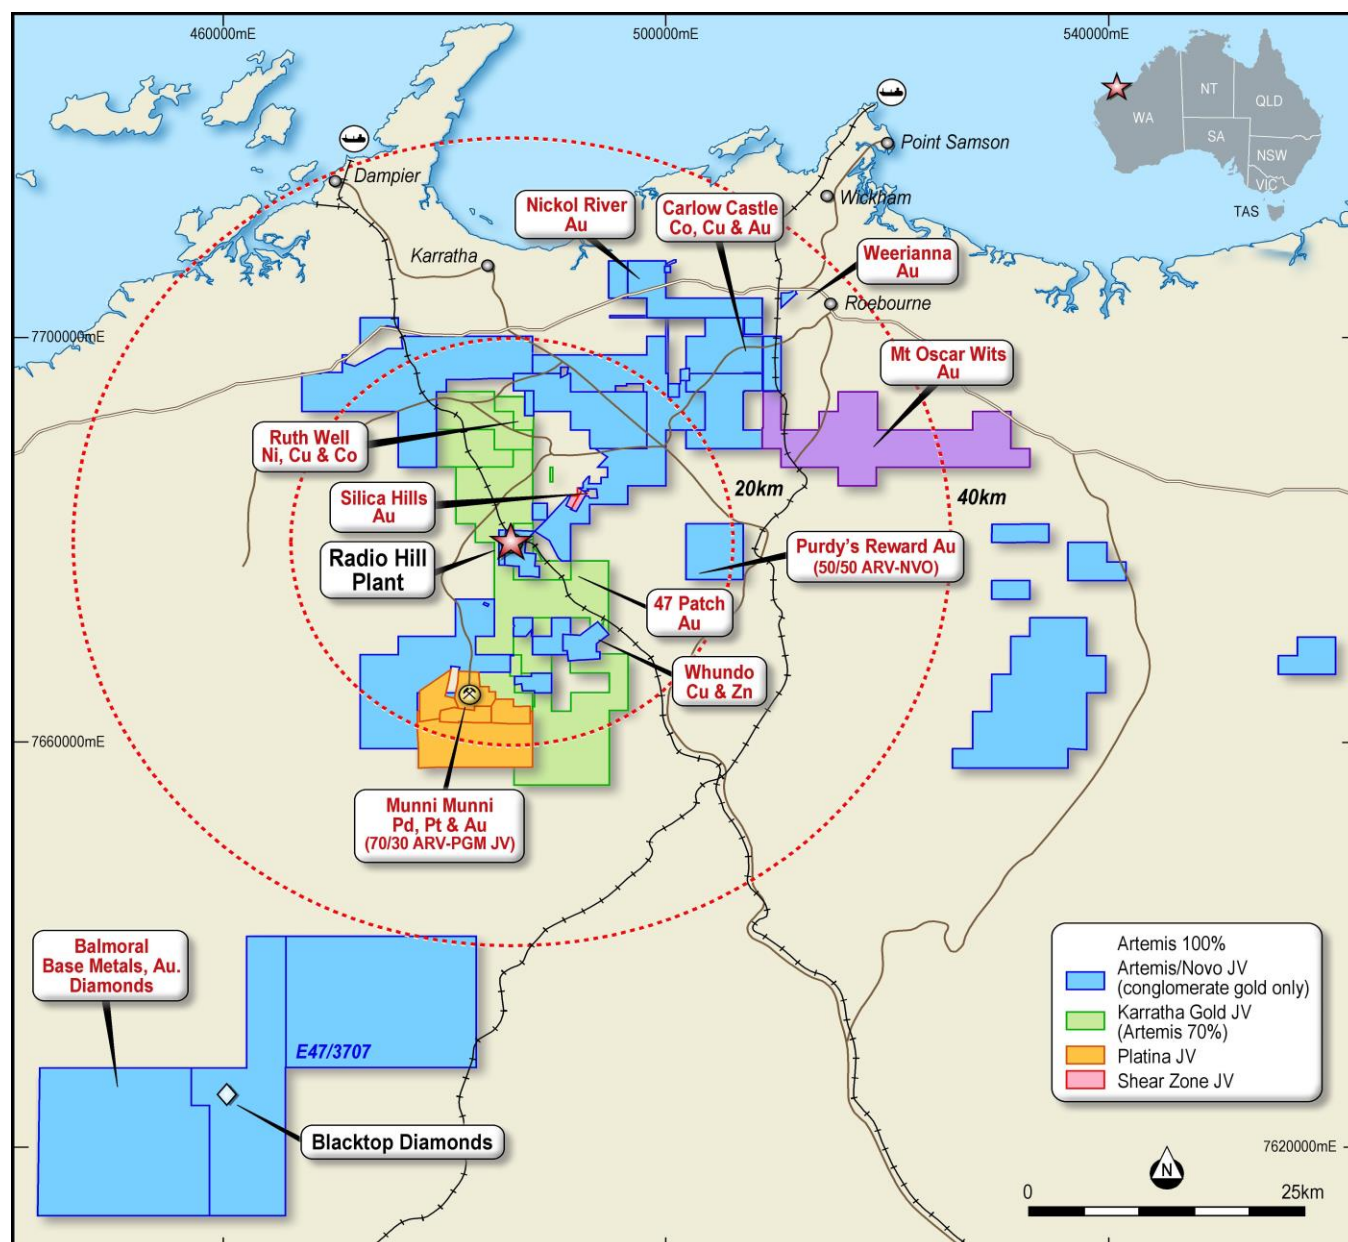 460000mE
500000mE
540000mE
NT
QLD
WA
SA
NSW
VIC
TAS
Point Samson
Dampier
Wickham
Nickol River
Au
Carlow Castle
Co, Cu & Au
Karratha
Weerianna
Au
Roebourne
7700000mE
Mt Oscar Wits
Au
Ruth Well
Ni, Cu & Co
Silica Hills
Au
20km
40km
Radio Hill
Plant
Purdy's Reward Au
(50/50 ARV-NVO)
47 Patch
Au
Whundo
Cu & Zn
7660000mE
Munni Munni
Pd, Pt & Au
(70/30 ARV-PGM JV)
Balmoral
Base Metals, Au.
Diamonds
E47/3707
Blacktop Diamonds
Artemis 100%
Artemis/Novo JV
(conglomerate gold only)
Karratha Gold JV
(Artemis 70%)
Platina JV
Shear Zone JV
7620000mE
N
0
25km